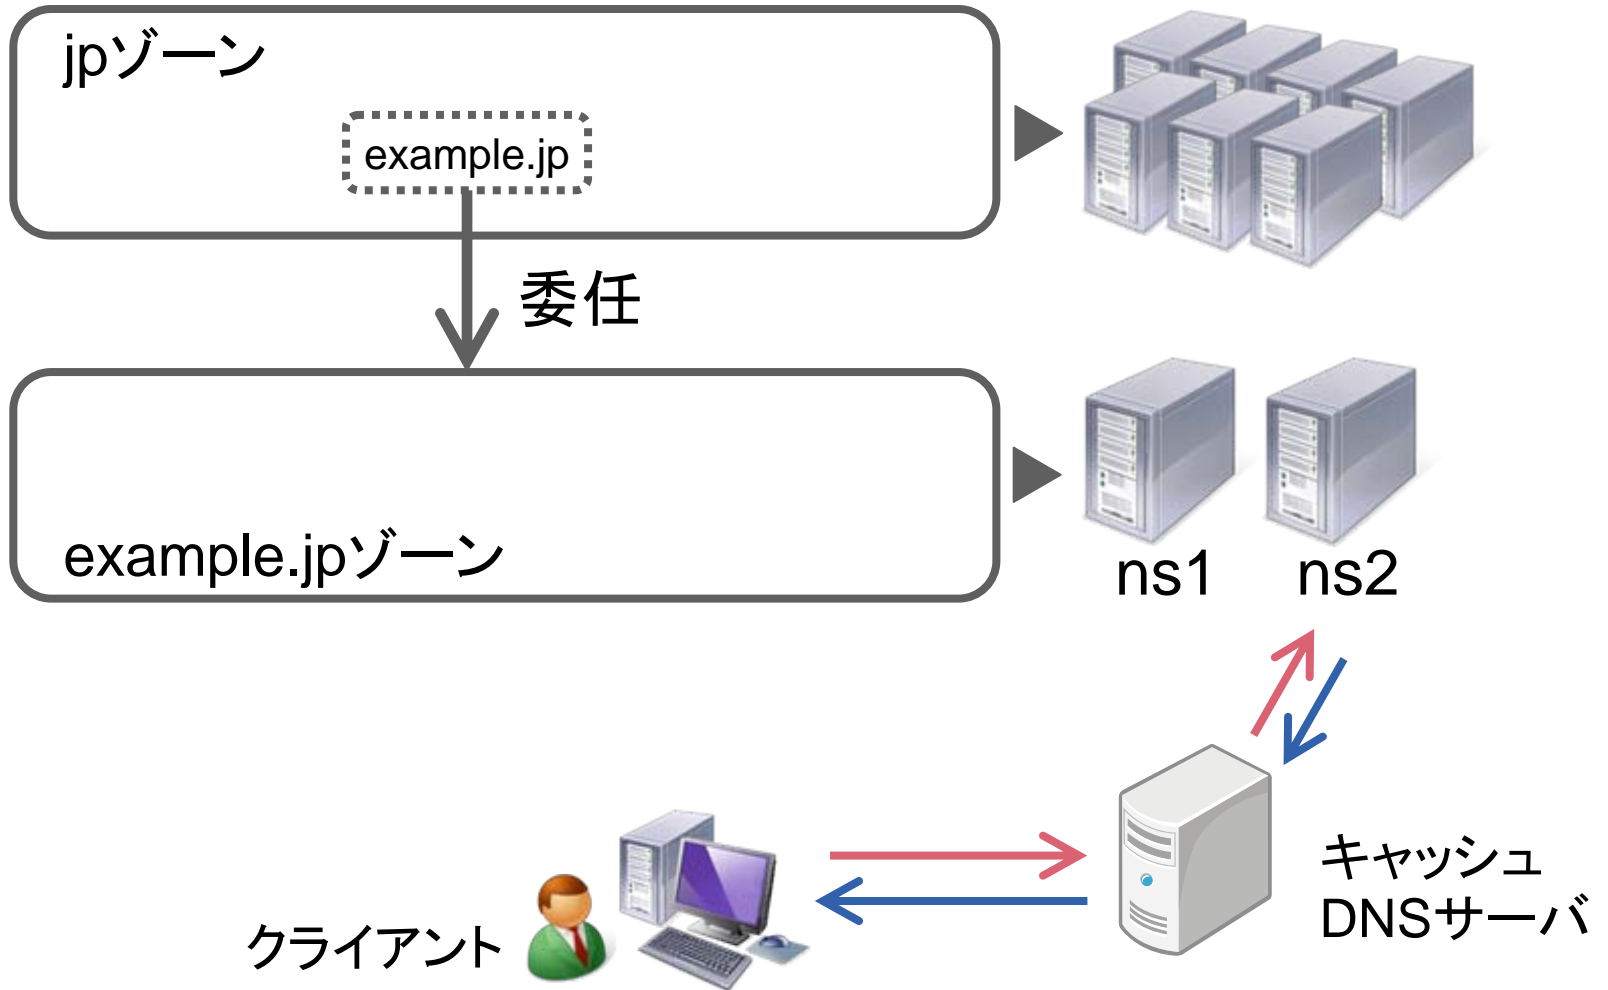 jpゾーン
example.jp
委任
example.jpゾーン
ns1
ns2
クライアント
キャッシュ
DNSサーバ